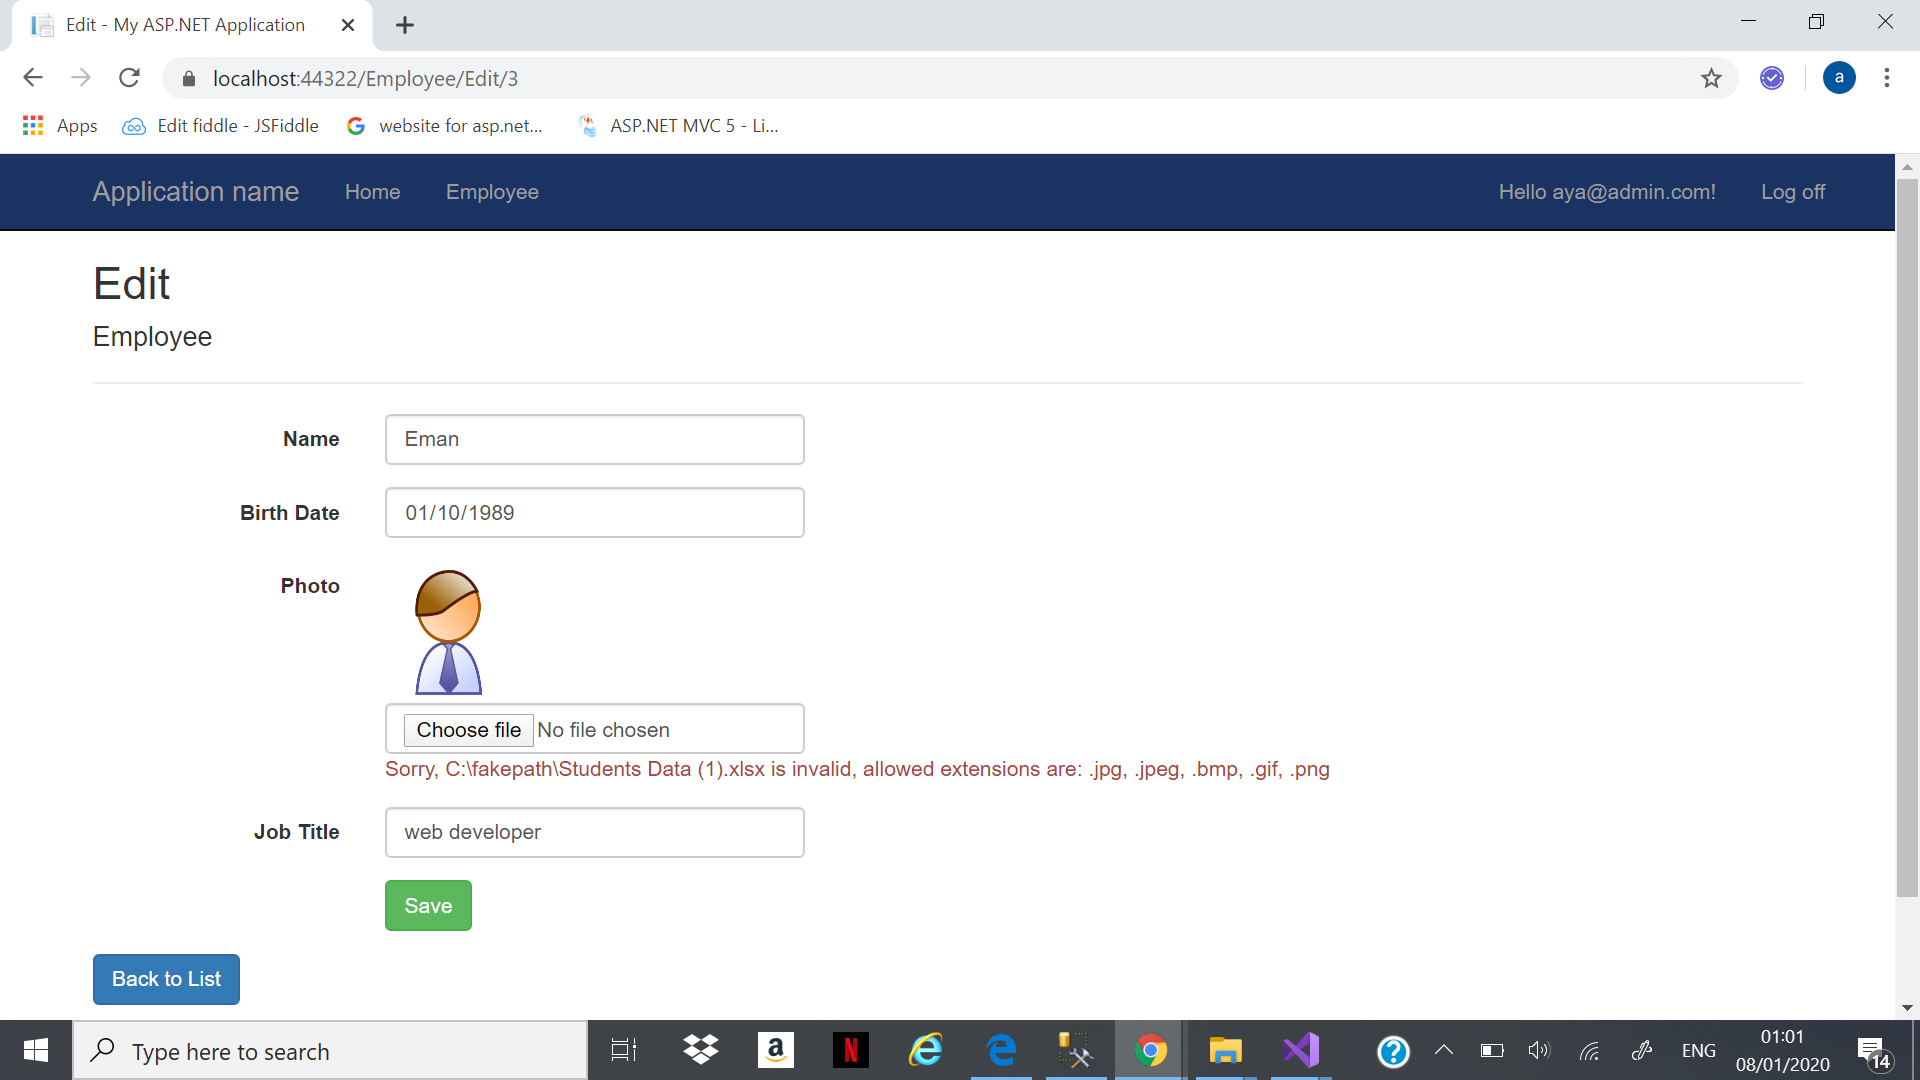 Edit - My ASP.NET Application
localhost:44322/Employee/Edit/3
a
Apps
Edit fiddle - JSFiddle
website for asp.net...
ASP.NET MVC 5 - Li...
Application name
Home
Employee
Hello aya@admin.com!
Log off
Edit
Employee
Name
Eman
Birth Date
01/10/1989
Photo
Choose file No file chosen
Sorry, C:\fakepath\Students Data (1).xlsx is invalid, allowed extensions are: .jpg, .jpeg, .bmp, .gif, .png
Job Title
web developer
Save
Back to List
Type here to search
a
N
ENG
01:01
08/01/2020
14